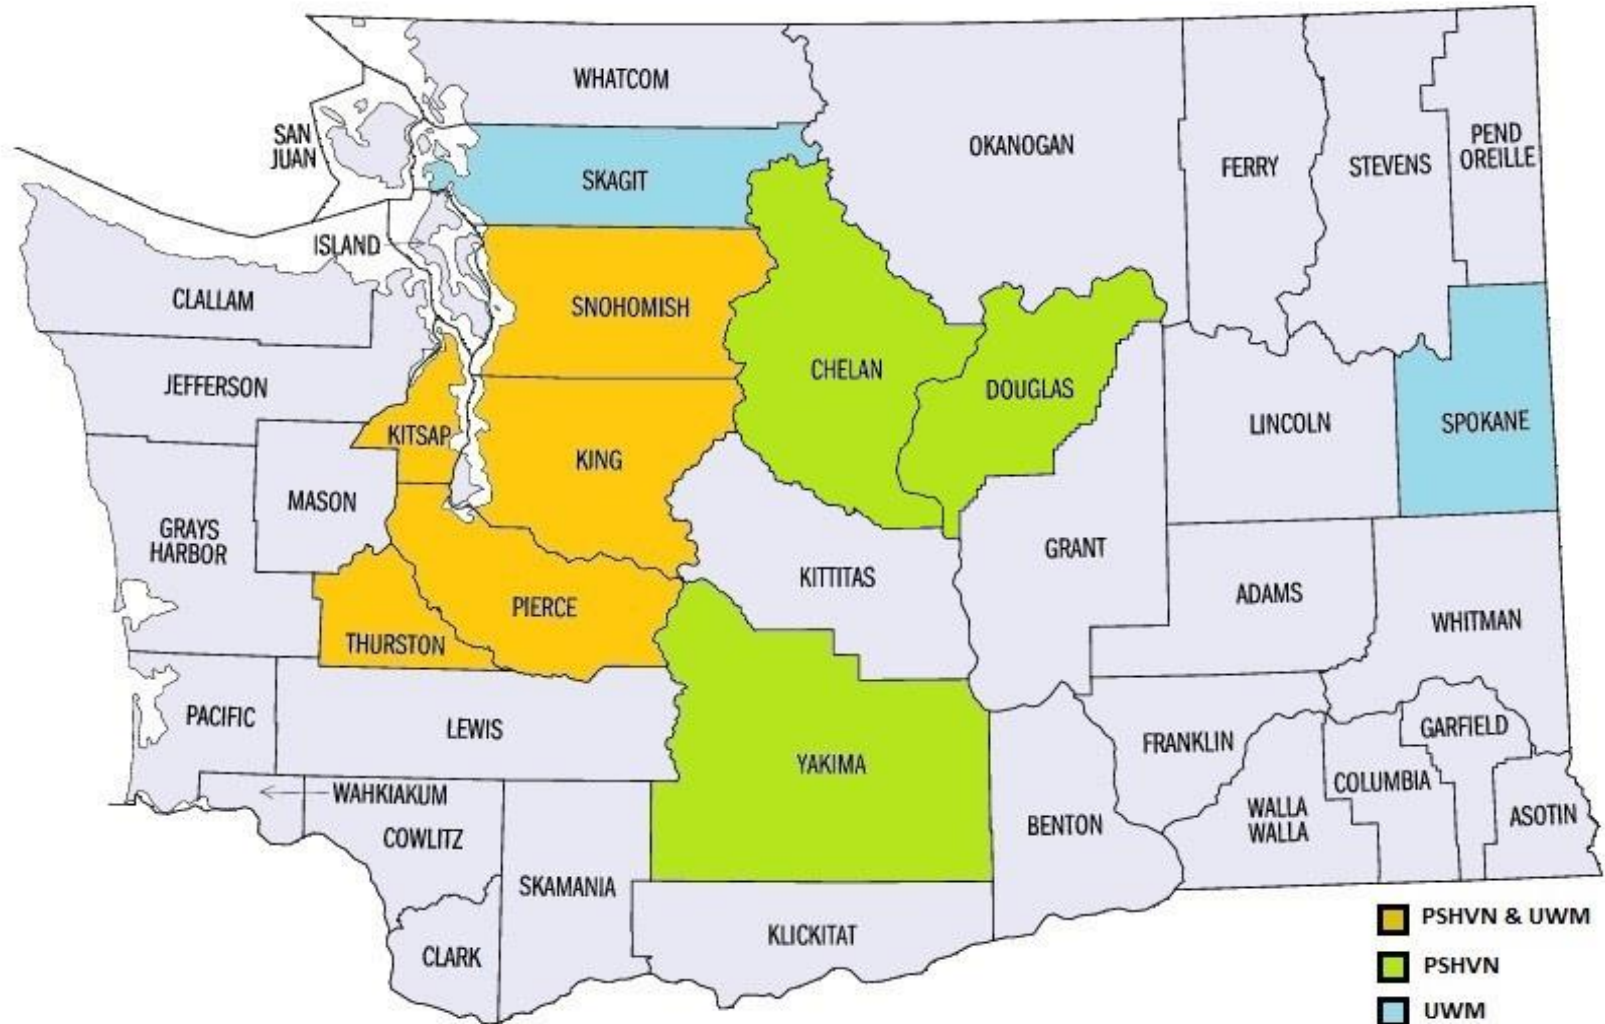 WHATCOM
SAN
JUAN
SKAGIT
OKANOGAN
FERRY
STEVENS
PEND
OREILLE
ISLAND
CLALLAM
SNOHOMISH
CHELAN
DOUGLAS
JEFFERSON
KITSAP
KING
LINCOLN
SPOKANE
MASON
GRAYS
HARBOR
PIERCE
THURSTON
KITTITAS
GRANT
ADAMS
WHITMAN
PACIFIC
LEWIS
YAKIMA
FRANKLIN
GARFIELD
COLUMBIA
WAHKIAKUM
COWLITZ
BENTON
WALLA
WALLA
ASOTIN
SKAMANIA
CLARK
KLICKITAT
PSHVN & UWM
PSHVN
UWM